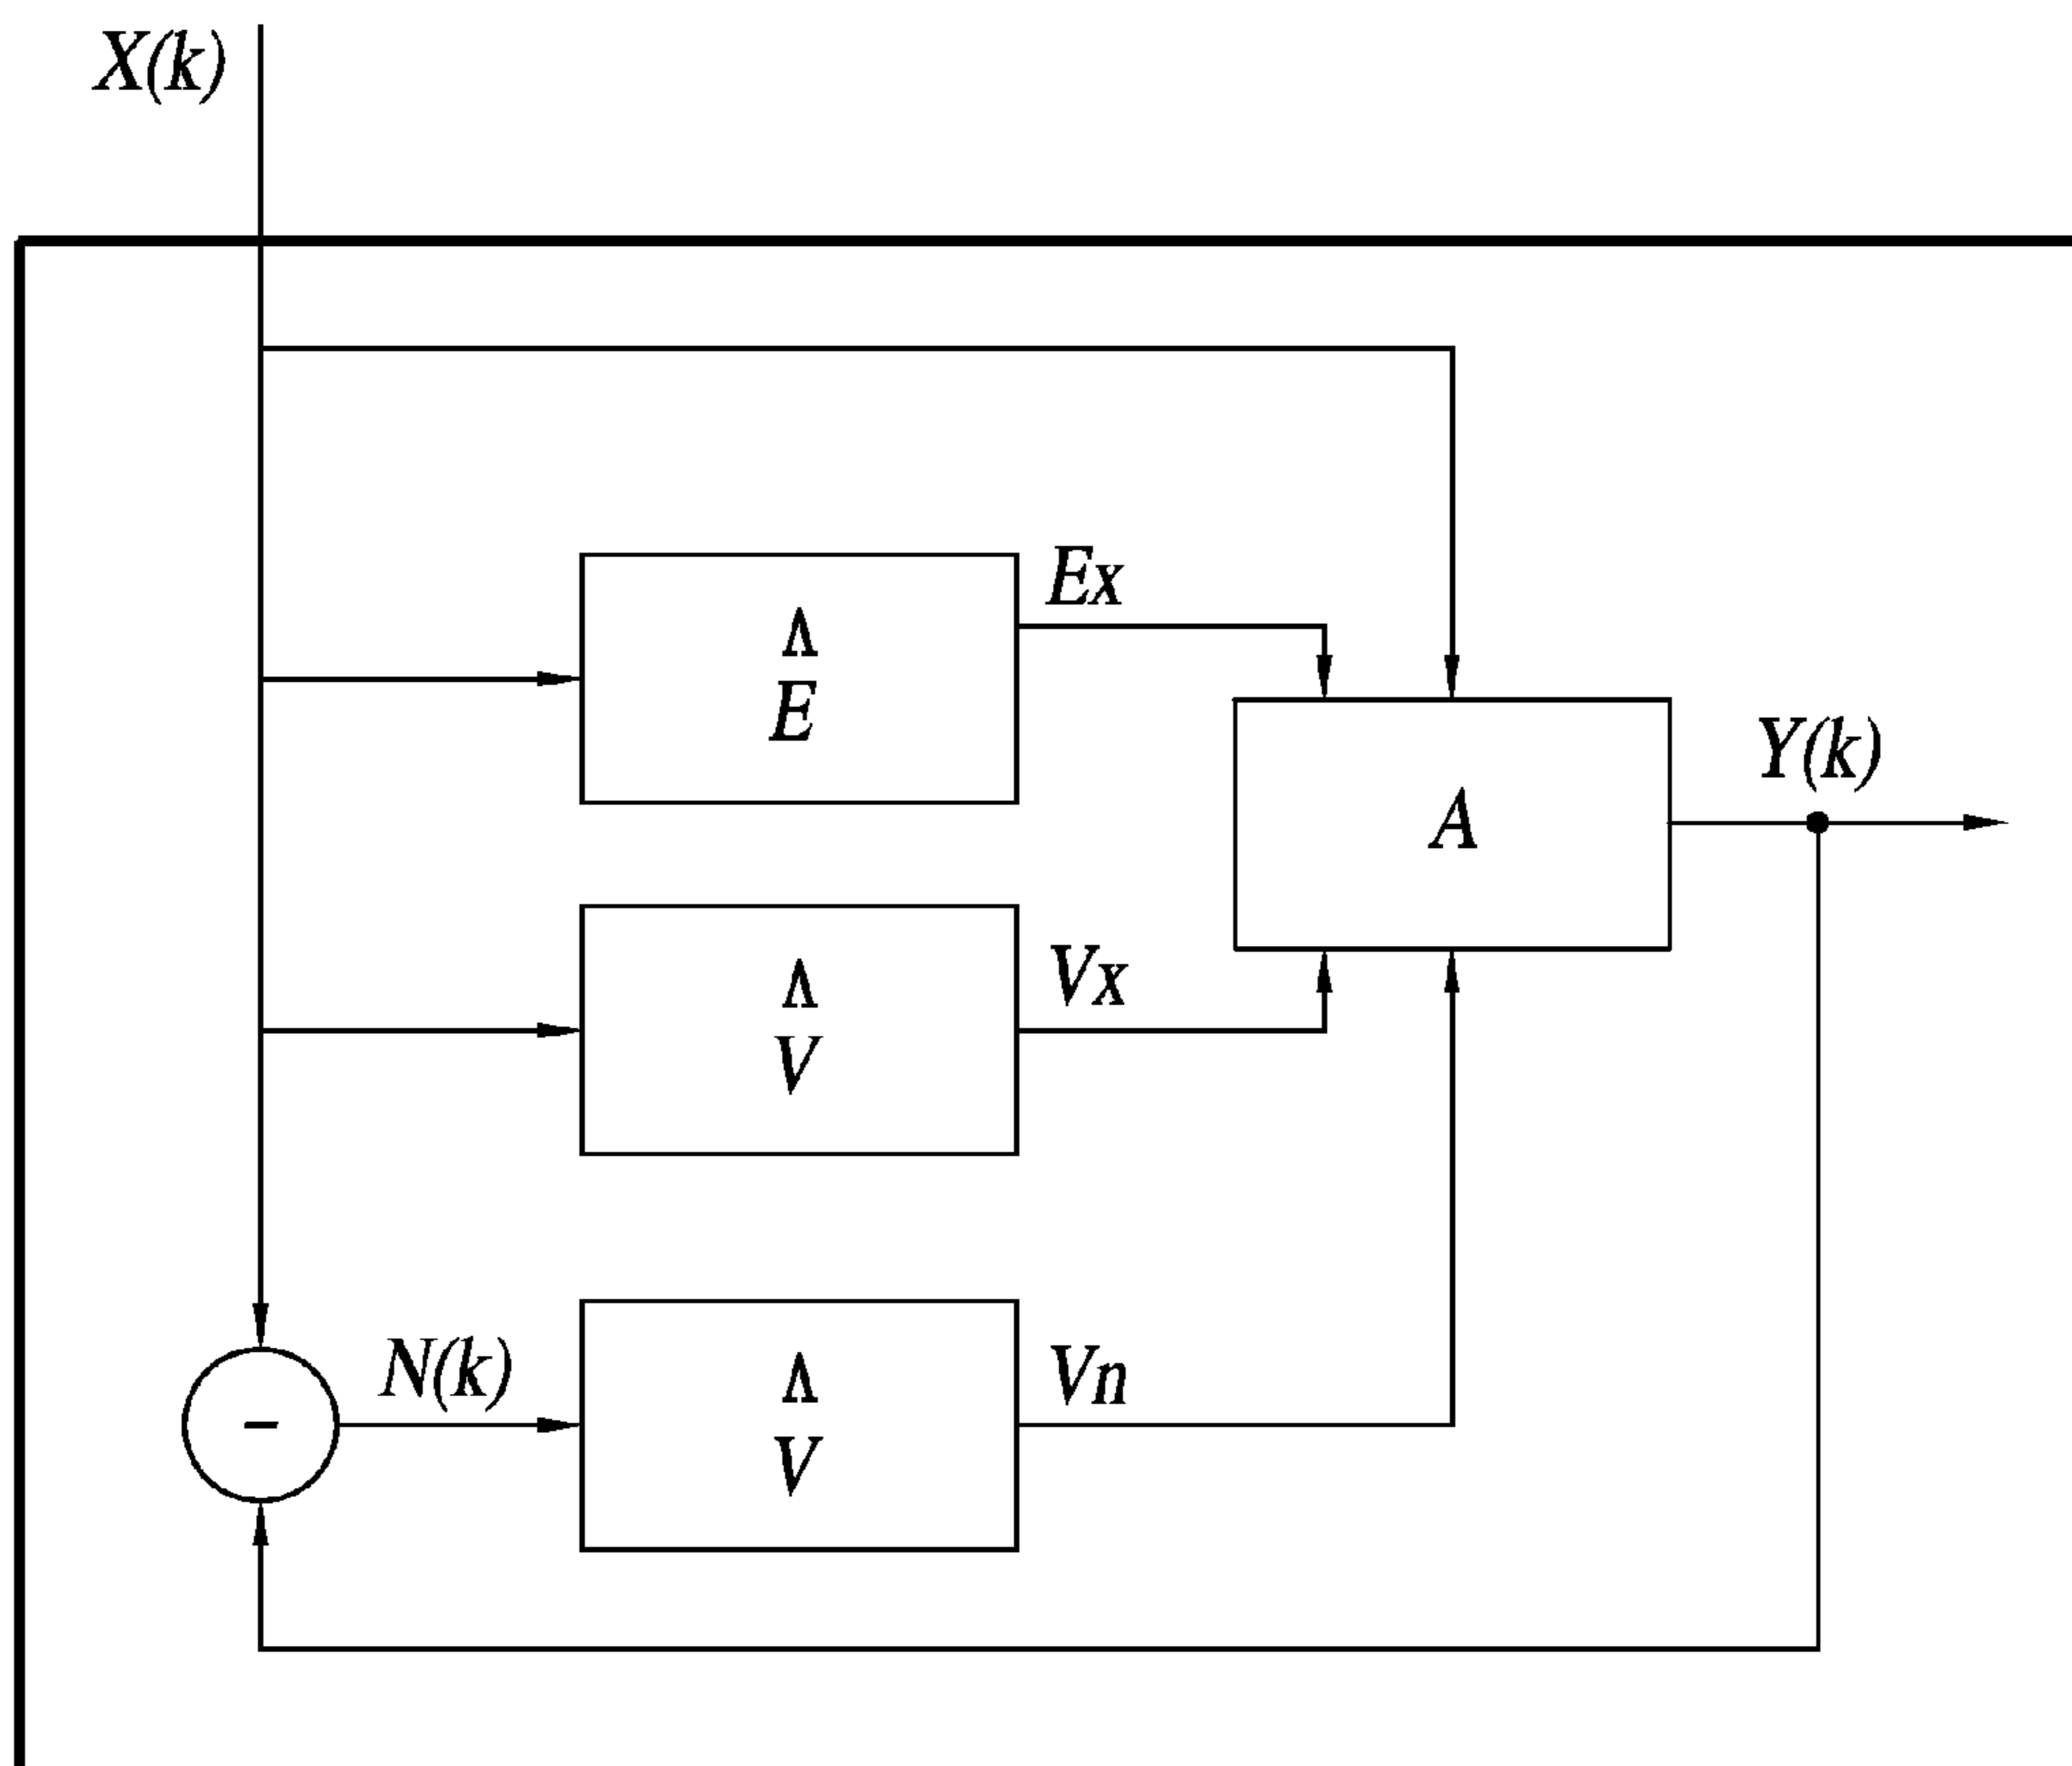 X(k)
Ex
Λ
E
Y(k)
A
Vx
Λ
V
N(k)
Vn
Λ
V
–